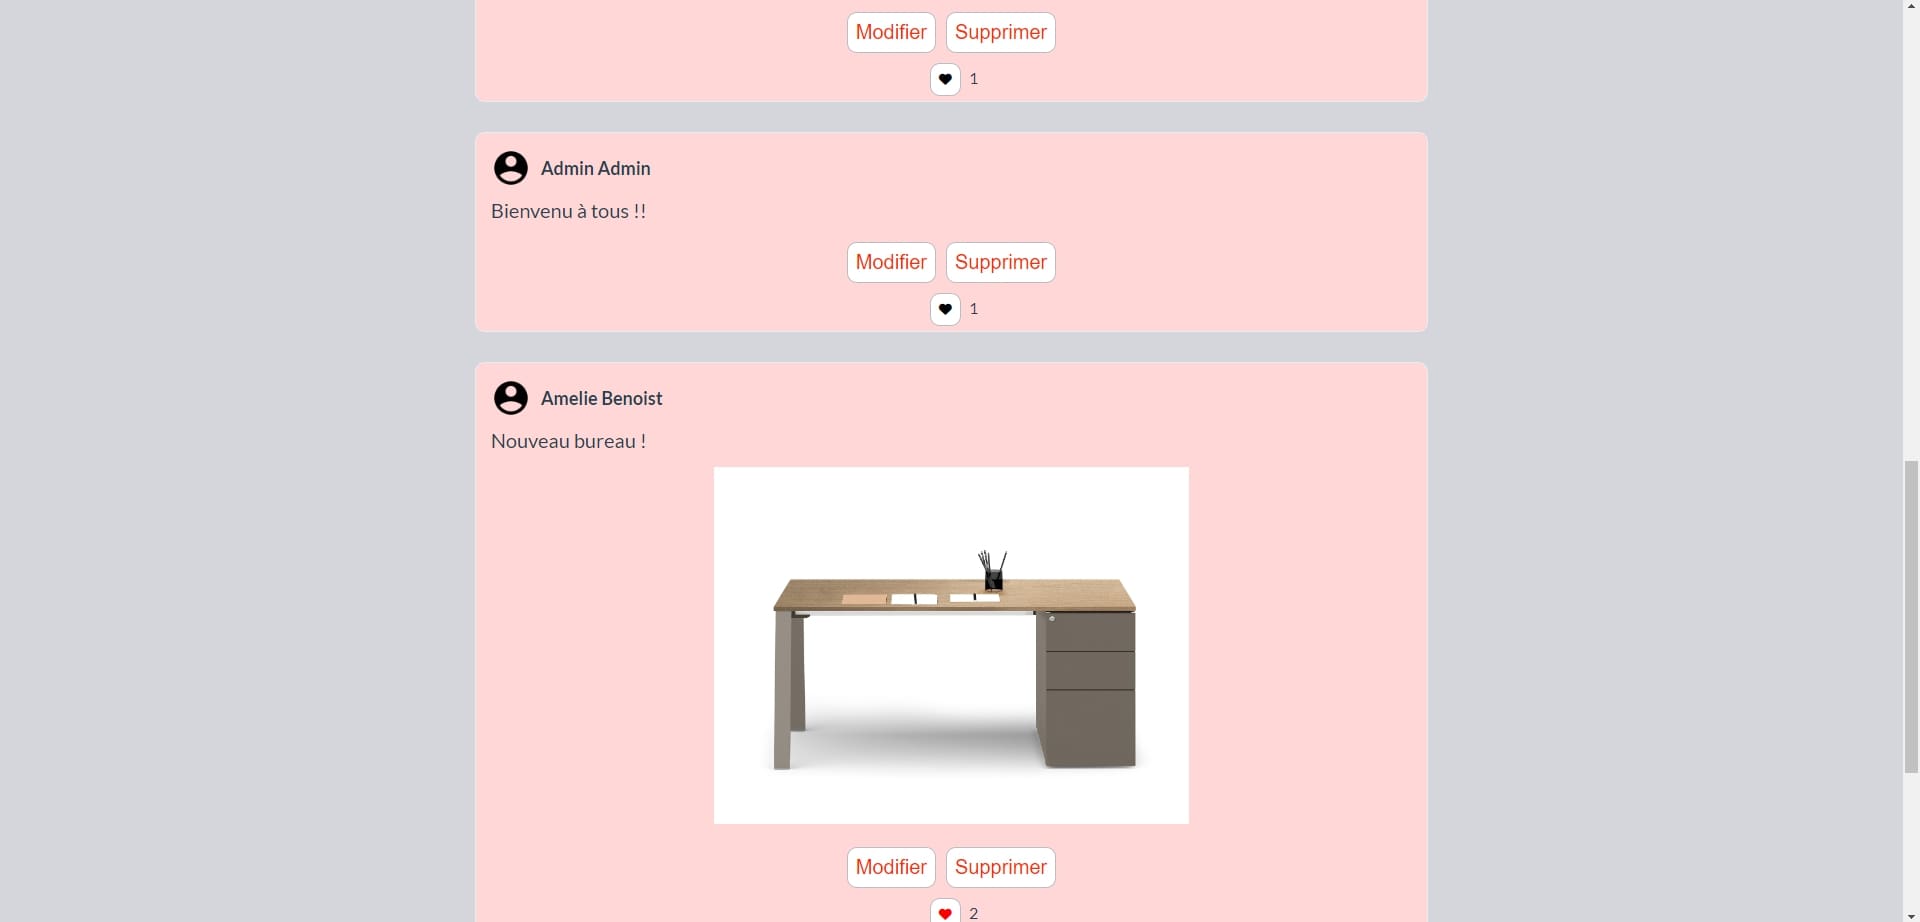 Modifier Supprimer
1
Admin Admin
Bienvenu à tous !!
Modifier Supprimer
1
Amelie Benoist
Nouveau bureau !
Modifier Supprimer
2